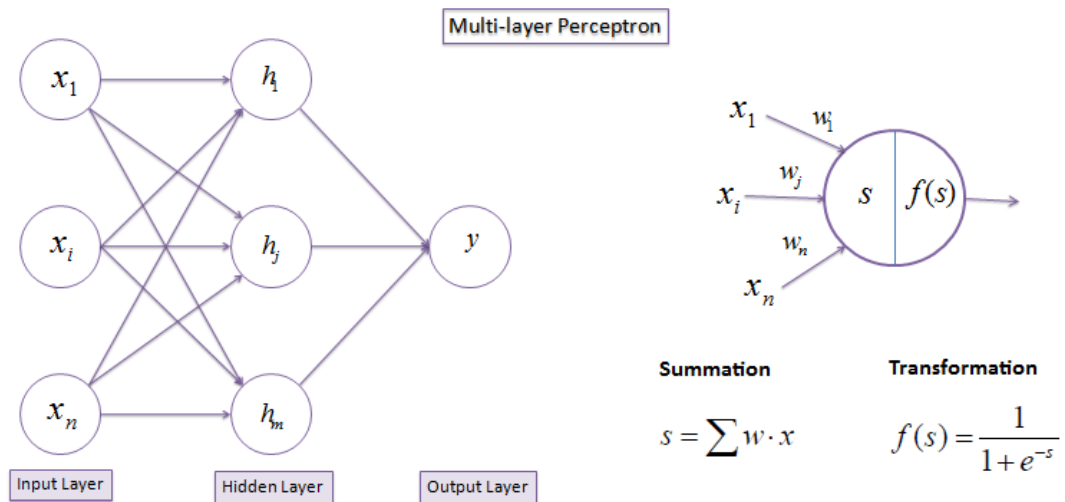 Multi-layer Perceptron
x₁
h₁
xᵢ
hⱼ
y
xₙ
hₘ
Input Layer
Hidden Layer
Output Layer
x₁
w₁
xᵢ
wⱼ
xₙ
wₙ
s
f(s)
Summation
s = ∑ w · x
Transformation
f(s) = 1 / (1 + e⁻ˢ)